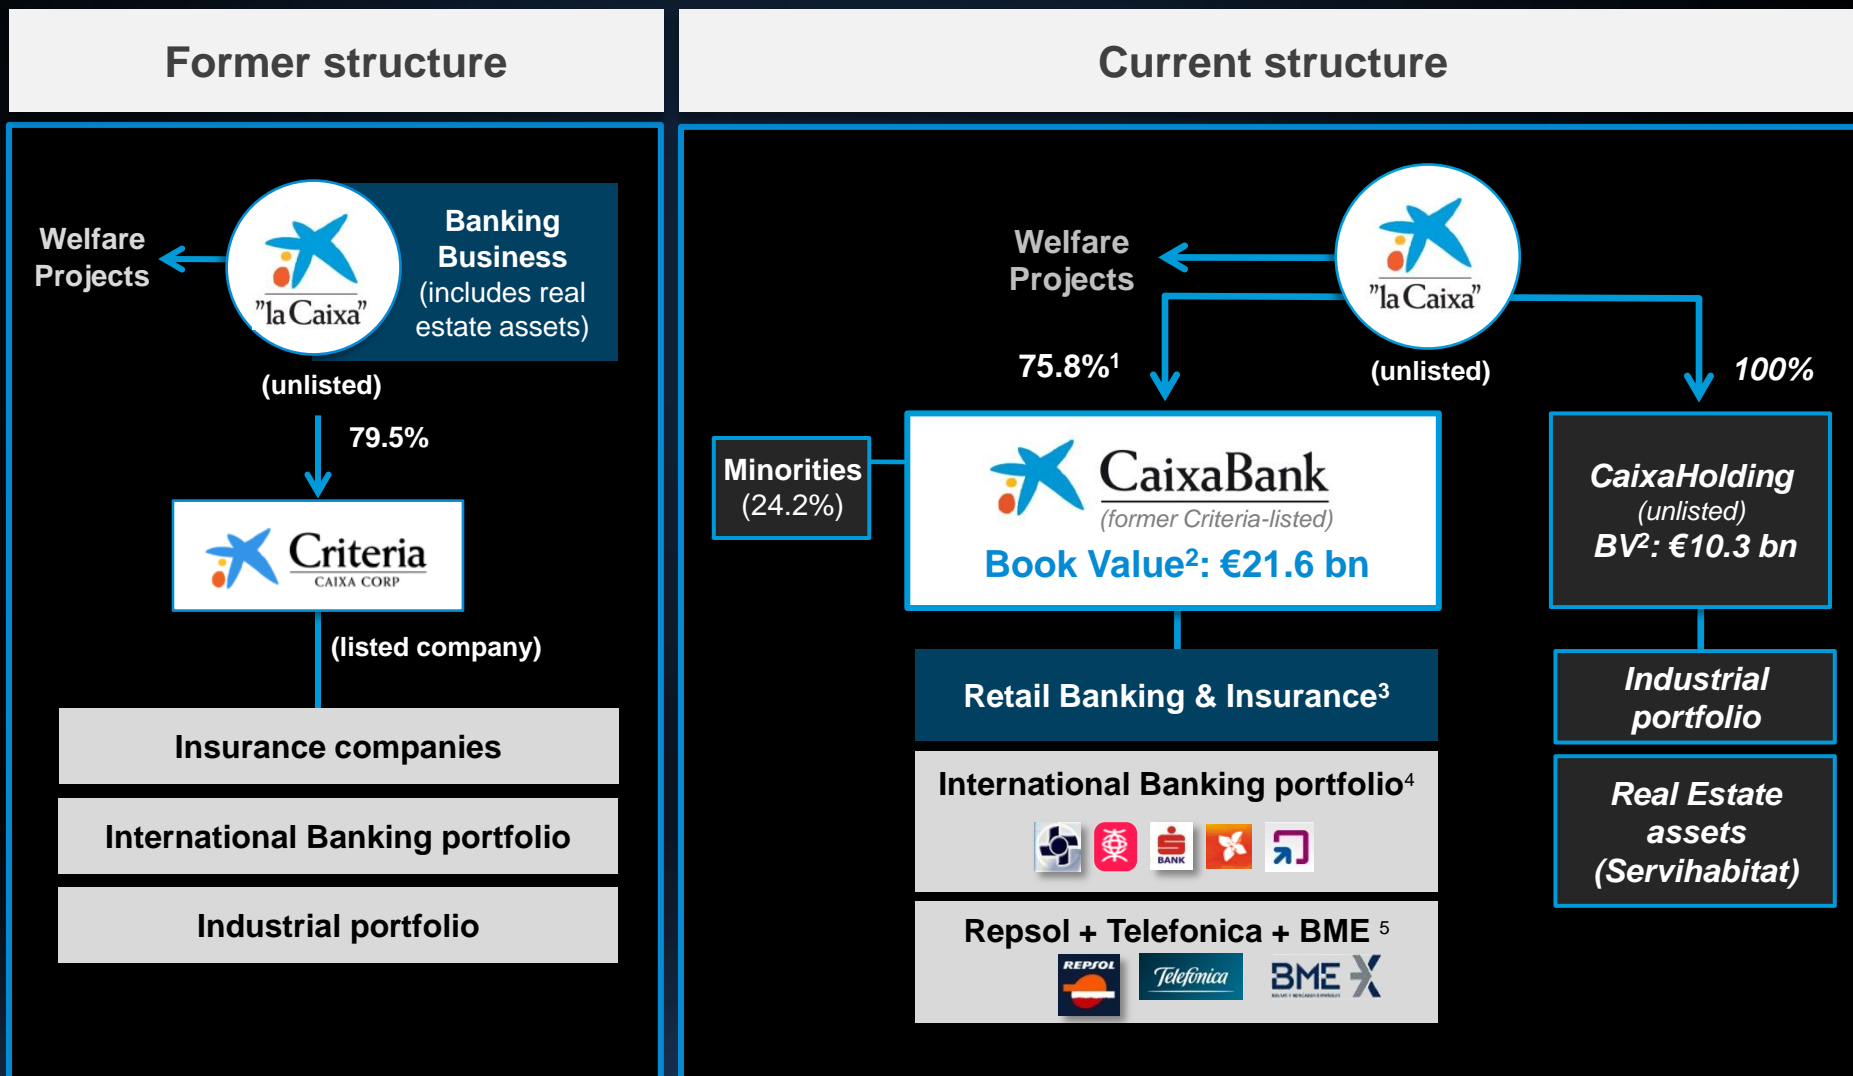 Former structure
Current structure
Welfare
Projects
"la Caixa"
Banking
Business
(includes real
estate assets)
(unlisted)
79.5%
Criteria
CAIXA CORP
(listed company)
Insurance companies
International Banking portfolio
Industrial portfolio
Welfare
Projects
"la Caixa"
(unlisted)
75.8%¹
100%
Minorities
(24.2%)
CaixaBank
(former Criteria-listed)
Book Value²: €21.6 bn
CaixaHolding
(unlisted)
BV²: €10.3 bn
Retail Banking & Insurance³
International Banking portfolio⁴
S
BANK
Repsol + Telefonica + BME ⁵
REPSOL
Telefónica
BME
Industrial
portfolio
Real Estate
assets
(Servihabitat)